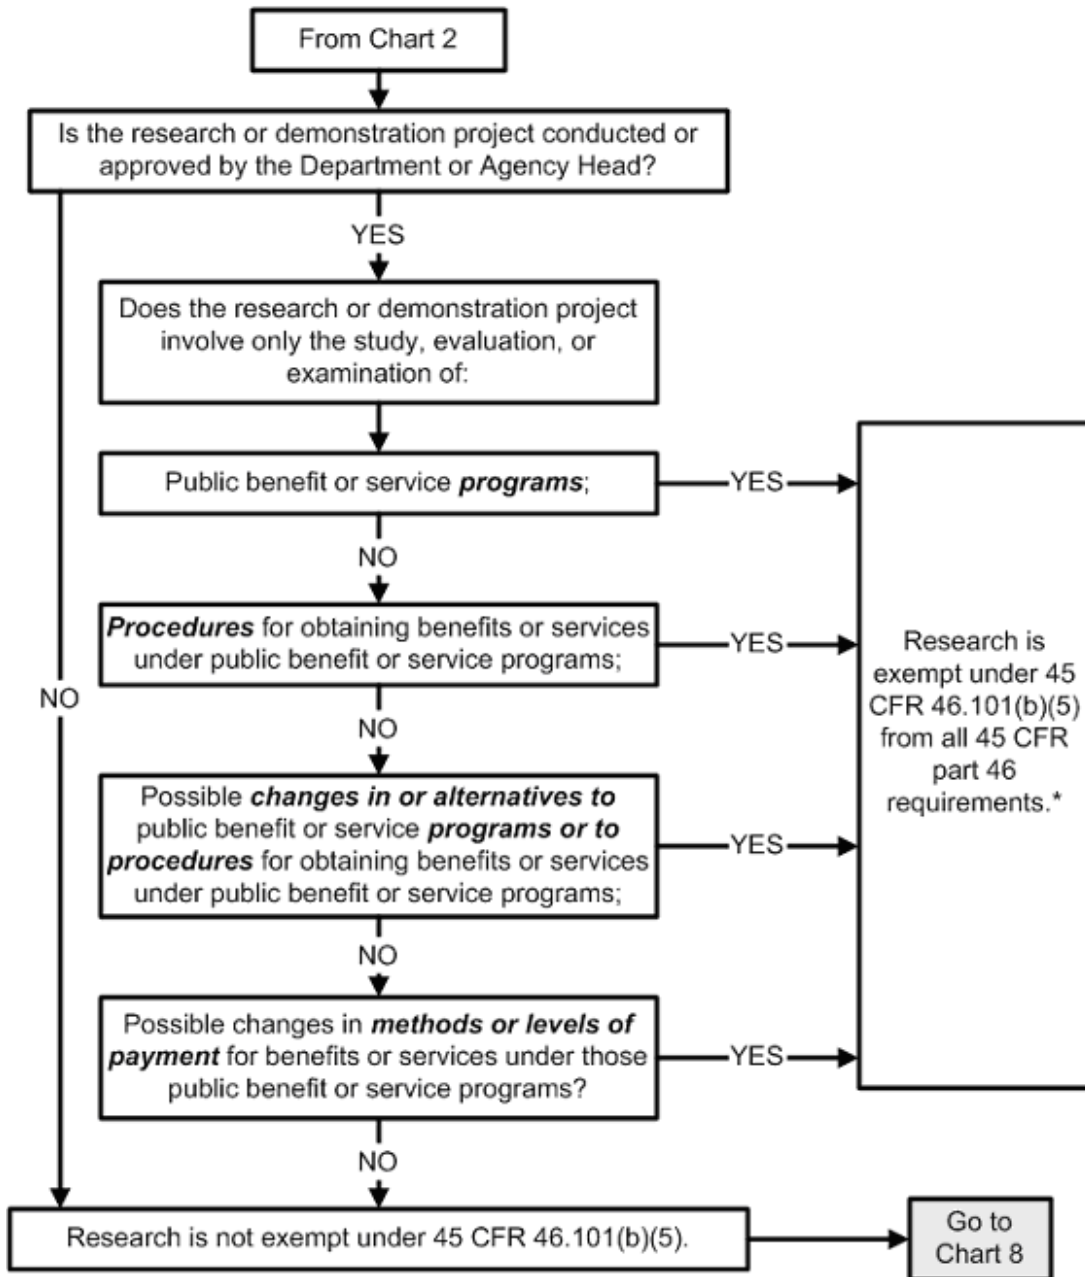 From Chart 2
Is the research or demonstration project conducted or
approved by the Department or Agency Head?
YES
Does the research or demonstration project
involve only the study, evaluation, or
examination of:
Public benefit or service programs;
YES
NO
Procedures for obtaining benefits or services
under public benefit or service programs;
YES
NO
NO
Possible changes in or alternatives to
public benefit or service programs or to
procedures for obtaining benefits or services
under public benefit or service programs;
YES
NO
Possible changes in methods or levels of
payment for benefits or services under those
public benefit or service programs?
YES
NO
Research is
exempt under 45
CFR 46.101(b)(5)
from all 45 CFR
part 46
requirements.*
Research is not exempt under 45 CFR 46.101(b)(5).
Go to
Chart 8